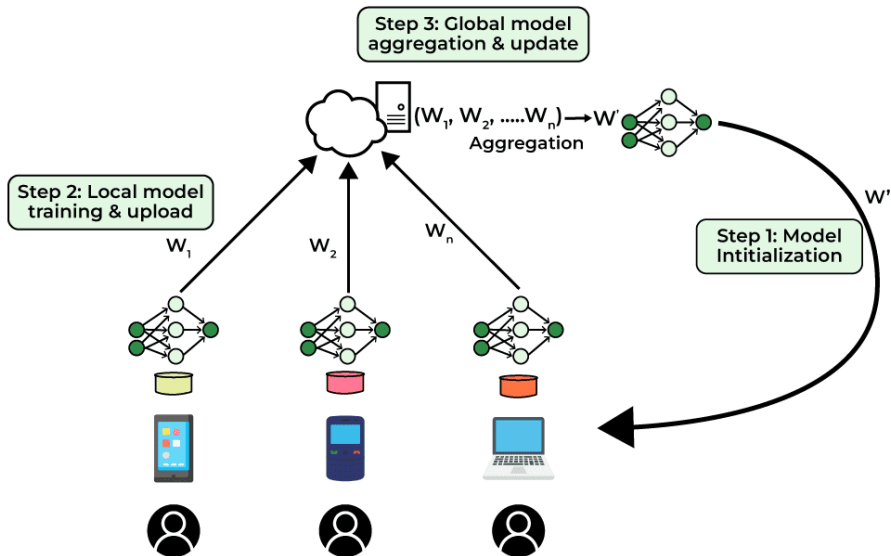 Step 3: Global model
aggregation & update
(W₁, W₂, .....Wₙ) → W'
Aggregation
Step 2: Local model
training & upload
W'
Step 1: Model
Intitialization
W₁
W₂
Wₙ